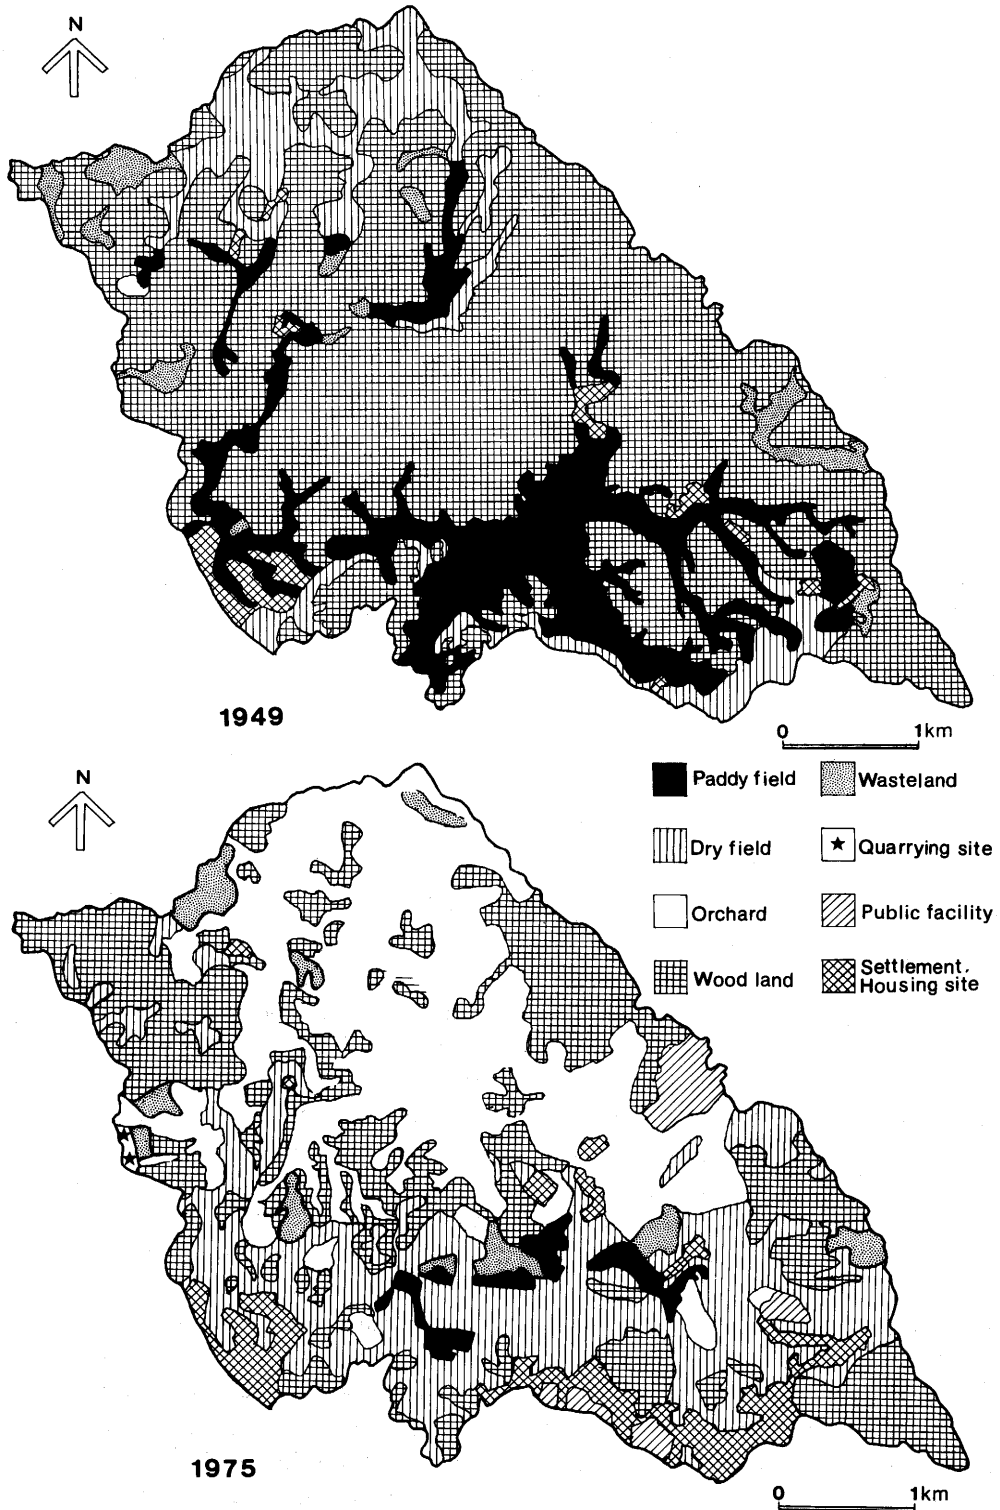 N
1949
0 1km
N
Paddy field
Wasteland
Dry field
Quarrying site
Orchard
Public facility
Wood land
Settlement,
Housing site
1975
0 1km